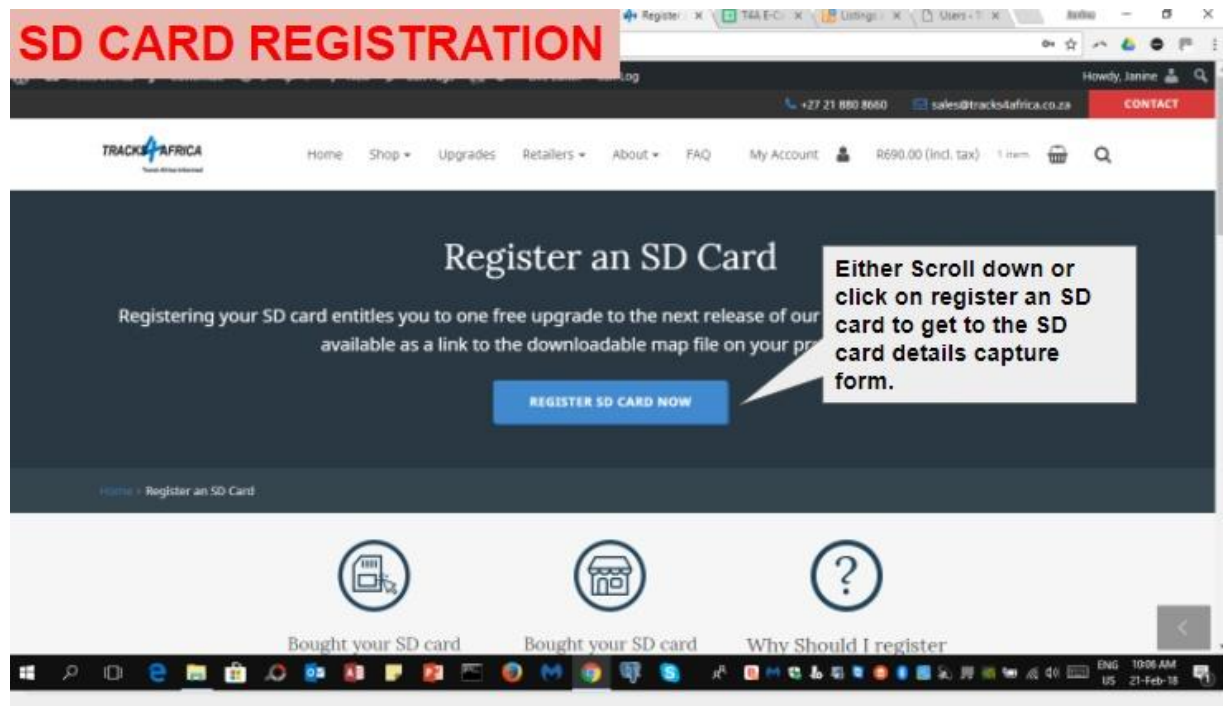 SD CARD REGISTRATION
Register
T4A E-C
Listings
Users - T
Howdy, Janine
+27 21 880 8660 sales@tracks4africa.co.za CONTACT
TRACKS4AFRICA Home Shop Upgrades Retailers About FAQ My Account R690.00 (incl. tax) 1 item
Register an SD Card
Registering your SD card entitles you to one free upgrade to the next release of our
available as a link to the downloadable map file on your
Either Scroll down or
click on register an SD
card to get to the SD
card details capture
form.
REGISTER SD CARD NOW
Home › Register an SD Card
Bought your SD card Bought your SD card Why Should I register
ENG 10:06 AM
US 21-Feb-18